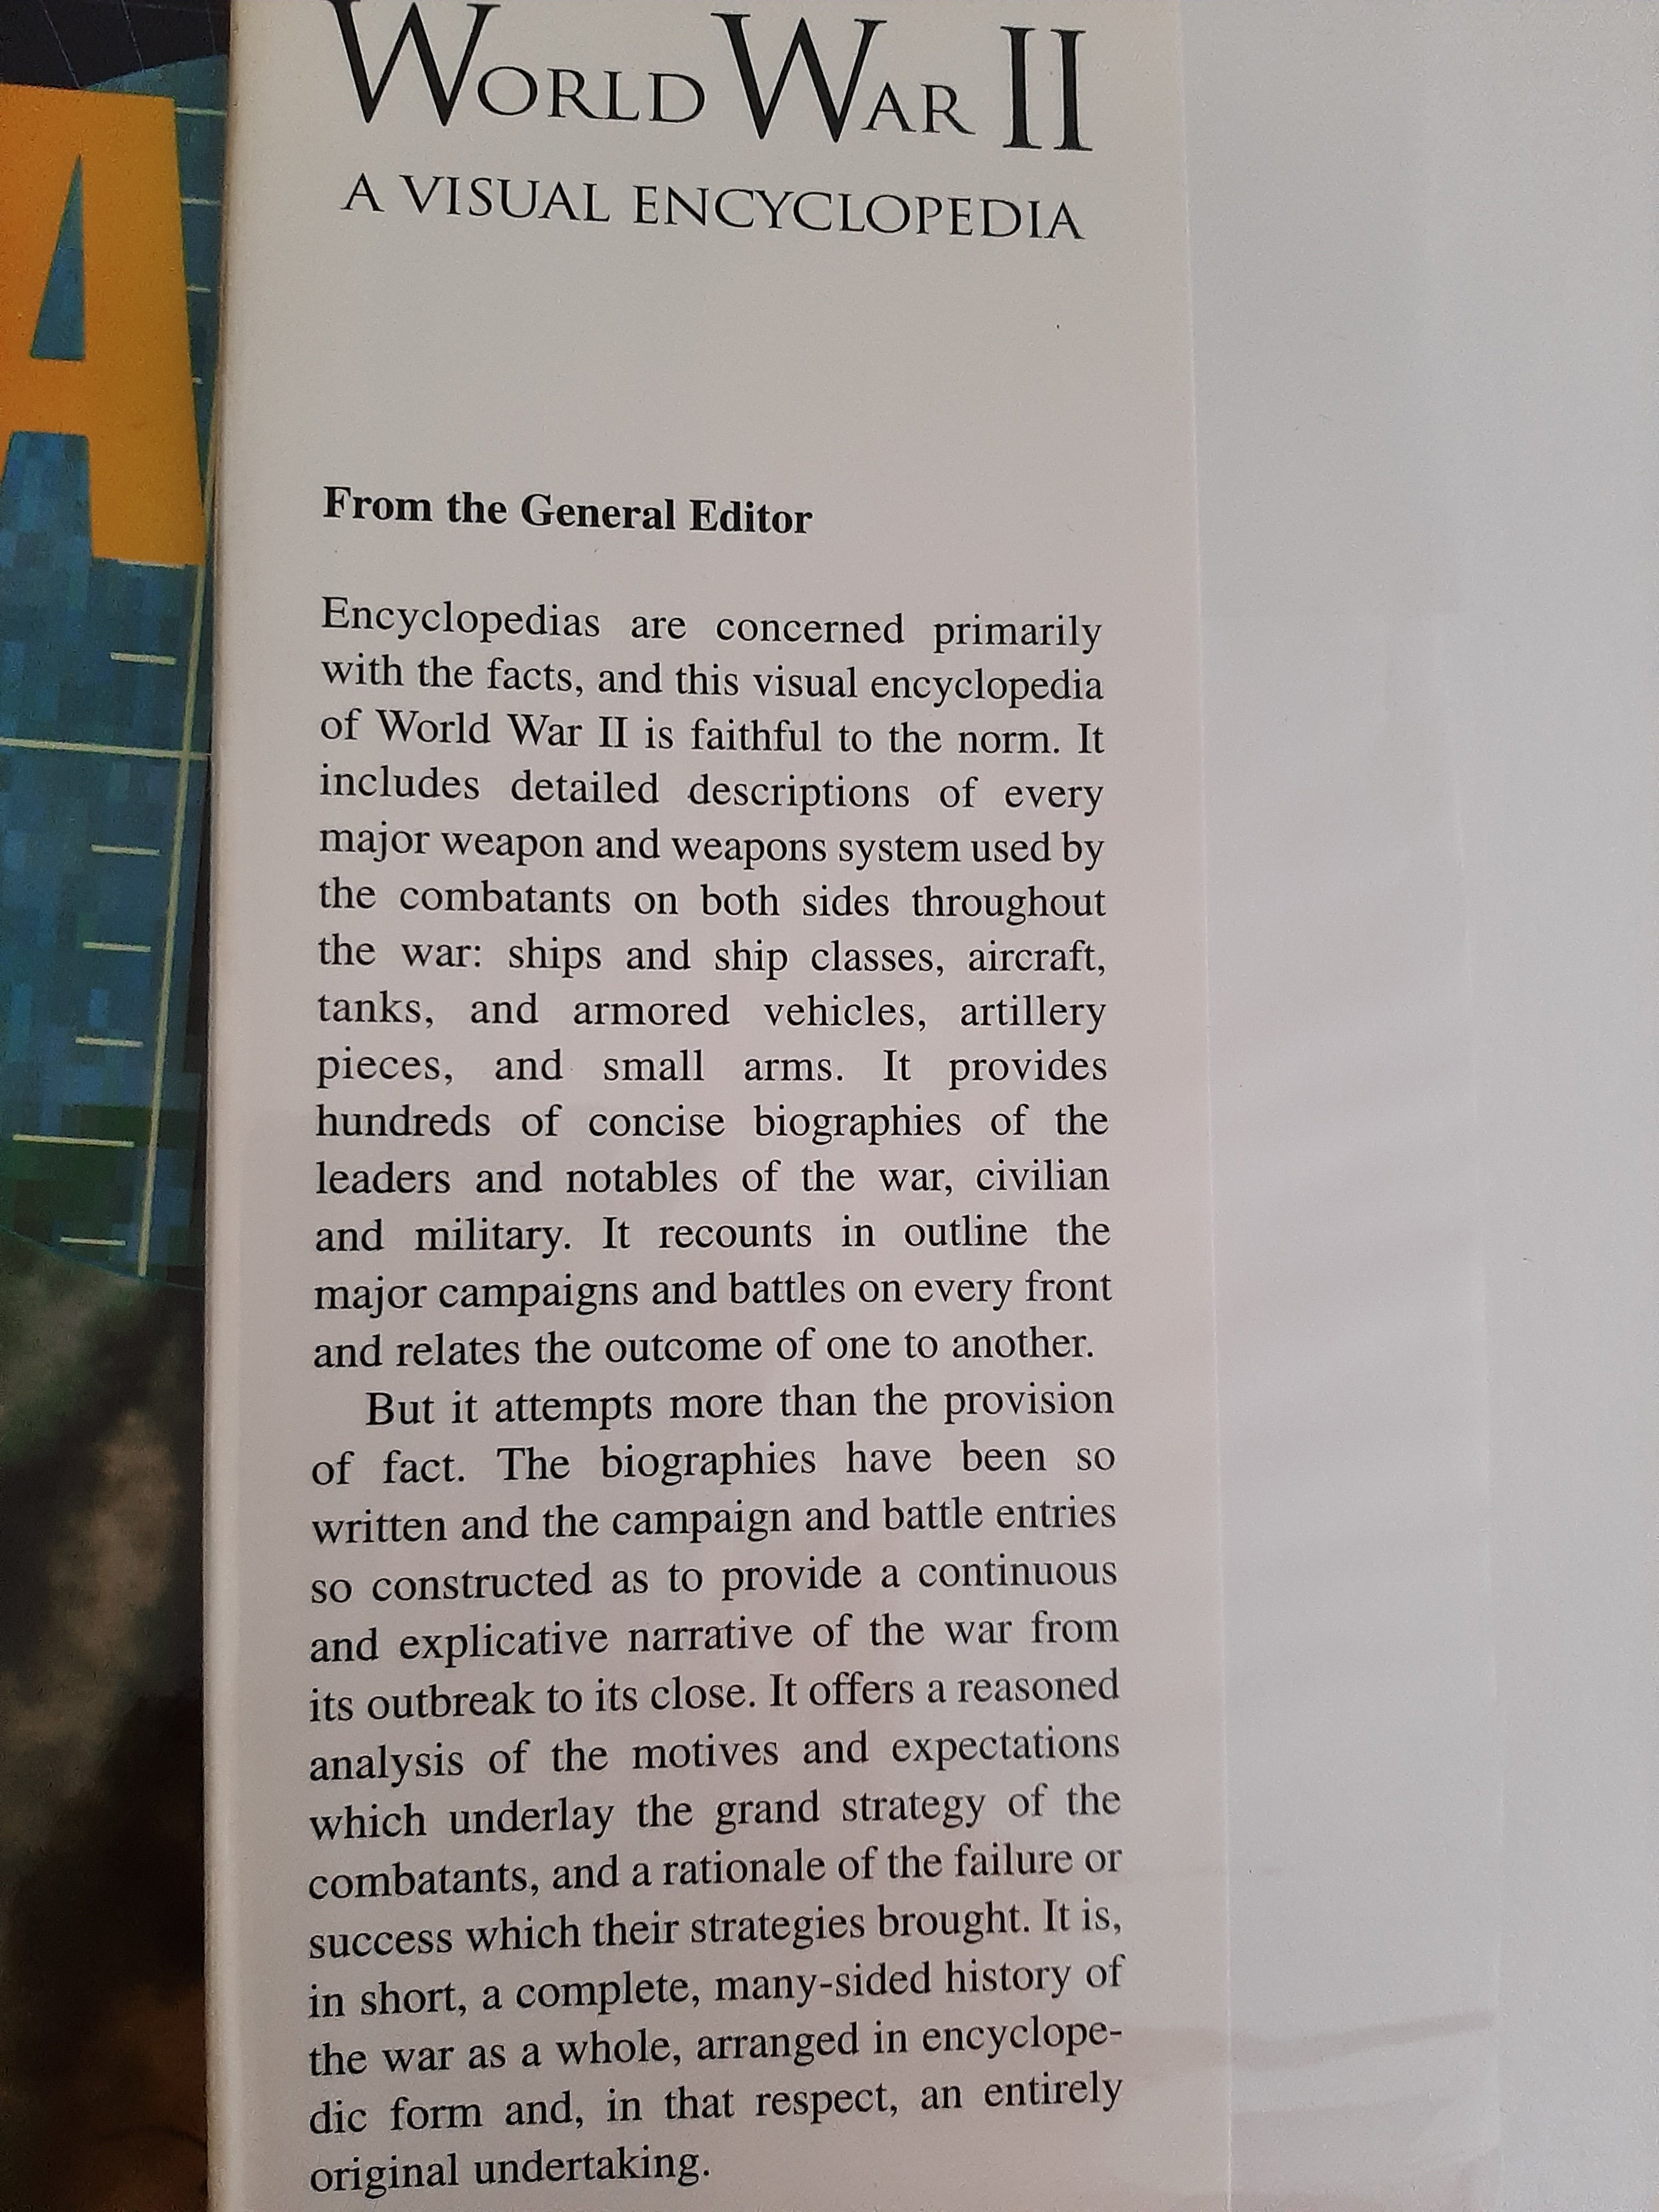 WORLD WAR II
A VISUAL ENCYCLOPEDIA
A
From the General Editor
Encyclopedias are concerned primarily
with the facts, and this visual encyclopedia
of World War II is faithful to the norm. It
includes detailed descriptions of every
major weapon and weapons system used by
the combatants on both sides throughout
the war: ships and ship classes, aircraft,
tanks, and armored vehicles, artillery
pieces, and small arms. It provides
hundreds of concise biographies of the
leaders and notables of the war, civilian
and military. It recounts in outline the
major campaigns and battles on every front
and relates the outcome of one to another.
But it attempts more than the provision
of fact. The biographies have been so
written and the campaign and battle entries
so constructed as to provide a continuous
and explicative narrative of the war from
its outbreak to its close. It offers a reasoned
analysis of the motives and expectations
which underlay the grand strategy of the
combatants, and a rationale of the failure or
success which their strategies brought. It is,
in short, a complete, many-sided history of
the war as a whole, arranged in encyclope-
dic form and, in that respect, an entirely
original undertaking.